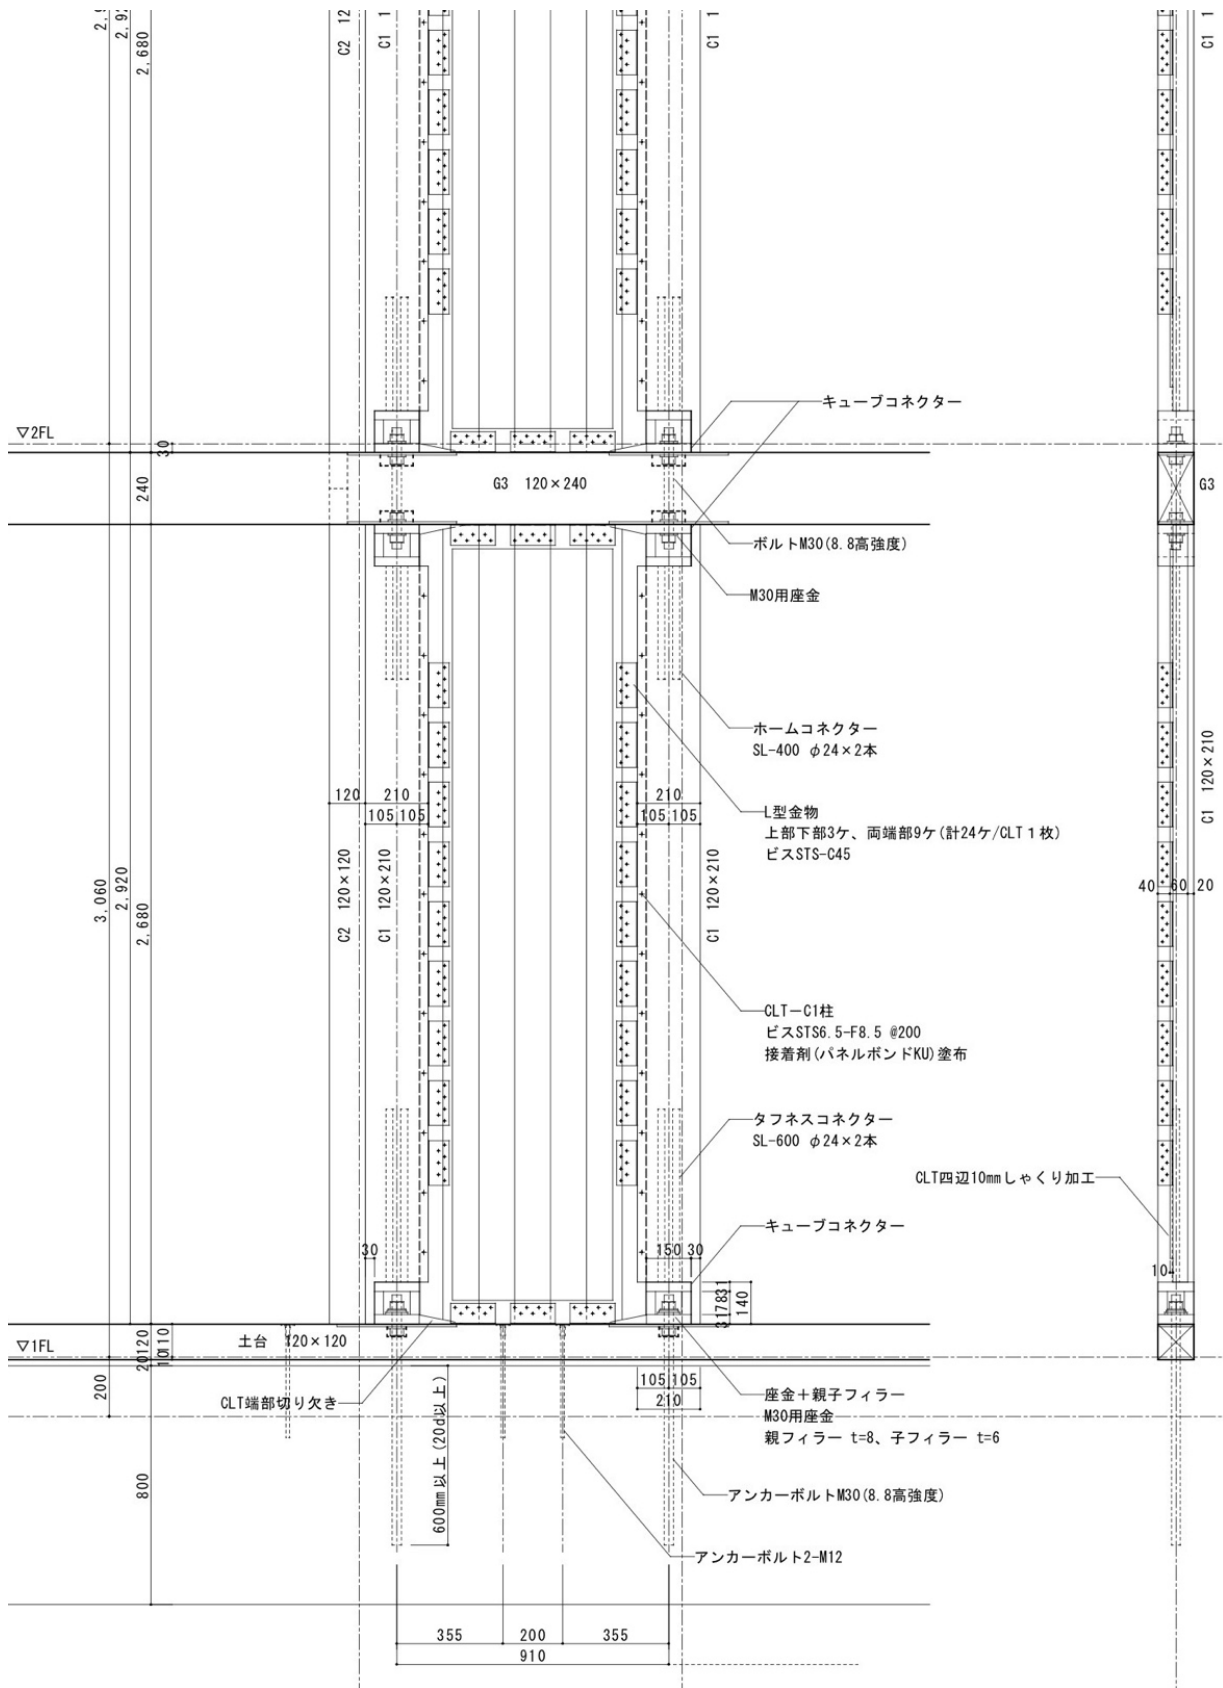 2,680
C2 12
C1 1
C1 1
C1 1
▽2FL
キューブコネクター
30
240
G3 120×240
G3
ボルトM30(8.8高強度)
M30用座金
ホームコネクター
SL-400 φ24×2本
120 210
105 105
210
105 105
L型金物
上部下部3ケ、両端部9ケ(計24ケ/CLT１枚)
ビスSTS-C45
3,060
2,920
2,680
C2 120×120
C1 120×210
C1 120×210
C1 120×210
40 60 20
CLT－C1柱
ビスSTS6.5-F8.5 @200
接着剤(パネルボンドKU)塗布
タフネスコネクター
SL-600 φ24×2本
CLT四辺10mmしゃくり加工
キューブコネクター
30
150 30
10
31
78
31
140
▽1FL
土台 120×120
120
20
110
10
200
CLT端部切り欠き
105 105
210
座金＋親子フィラー
M30用座金
親フィラー t=8、子フィラー t=6
600mm以上(20d以上)
800
アンカーボルトM30(8.8高強度)
アンカーボルト2-M12
355 200 355
910